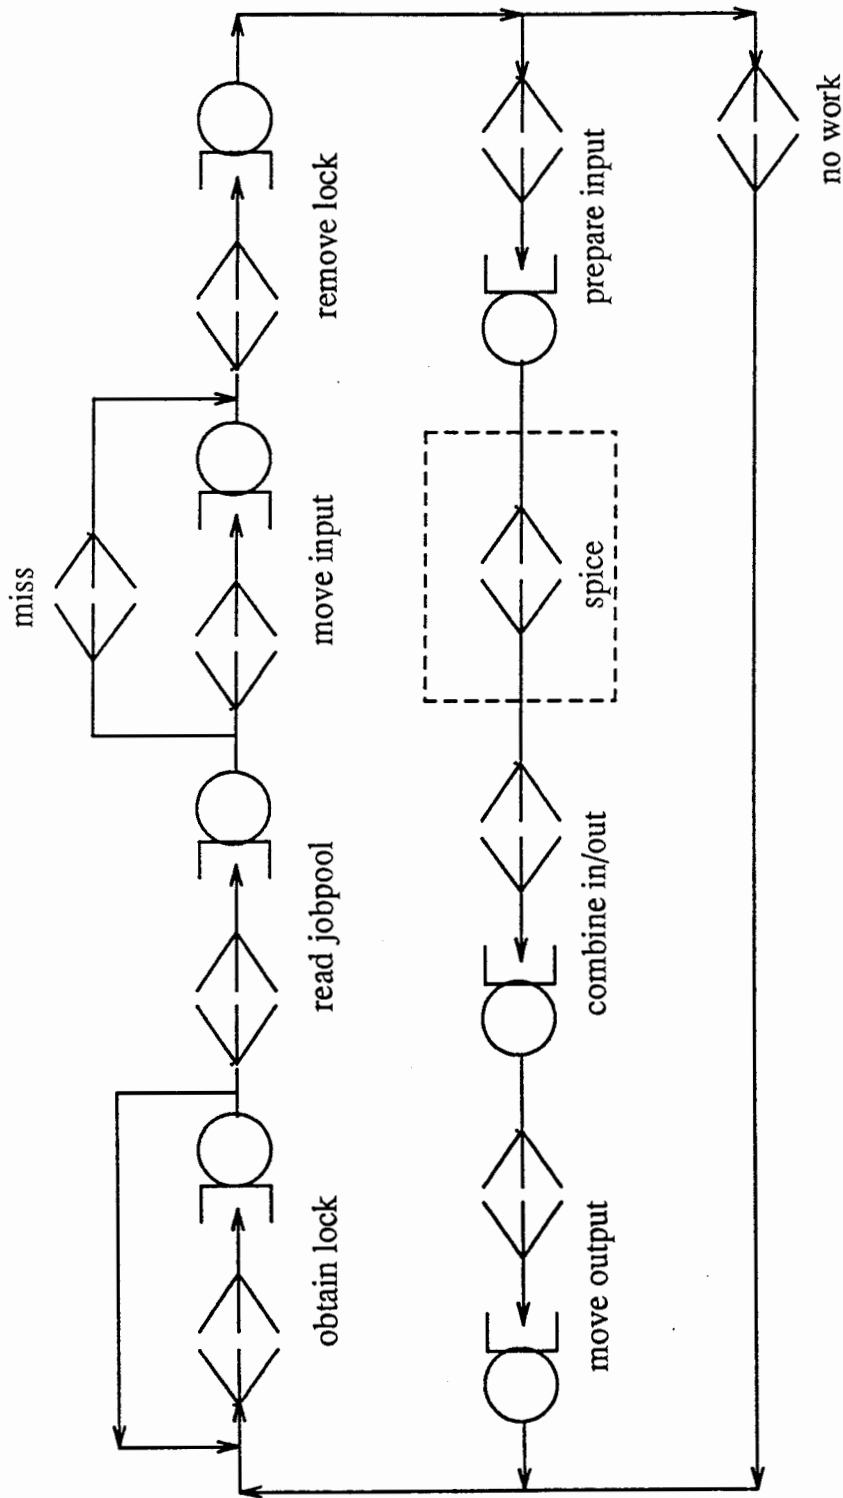 miss
obtain lock
read jobpool
move input
remove lock
move output
combine in/out
spice
prepare input
no work